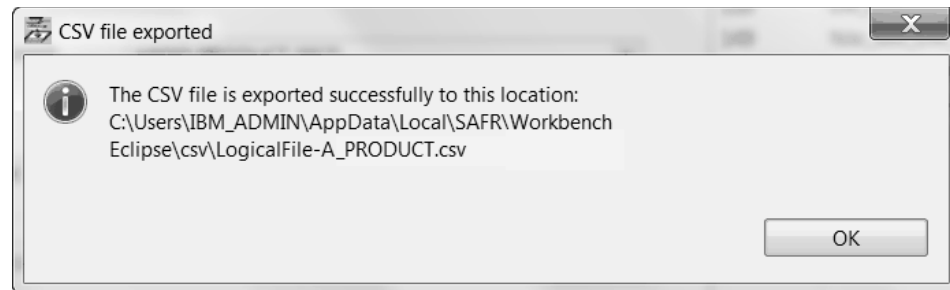 CSV file exported
The CSV file is exported successfully to this location:
C:\Users\IBM_ADMIN\AppData\Local\SAFR\Workbench
Eclipse\csv\LogicalFile-A_PRODUCT.csv
OK